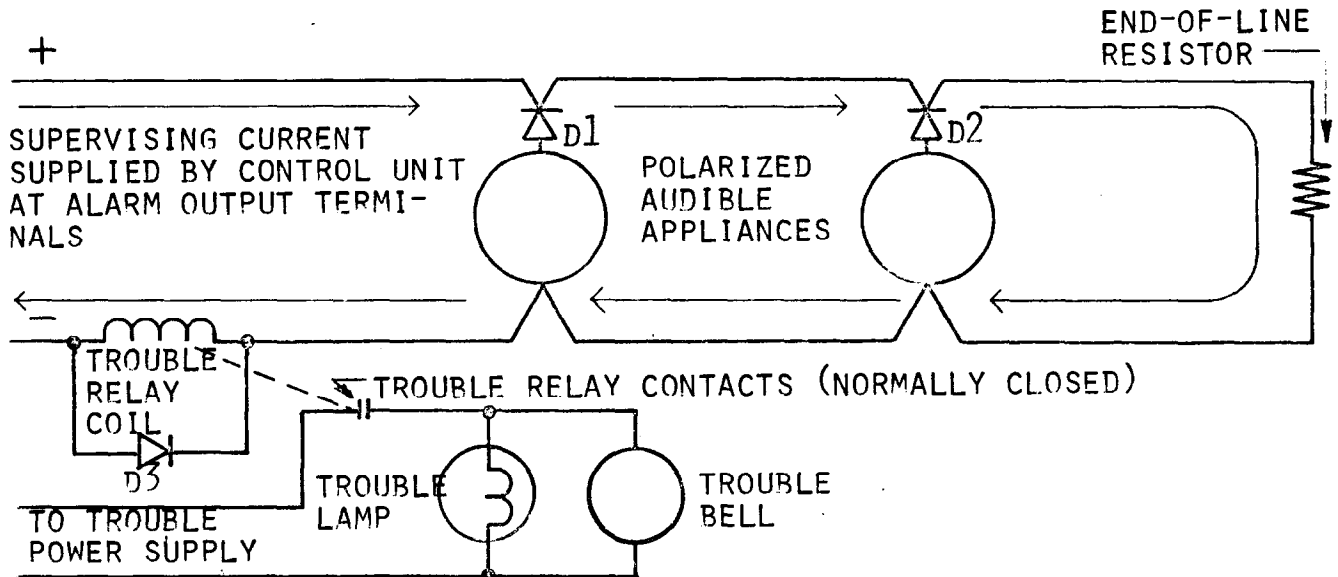 +
END-OF-LINE
RESISTOR
SUPERVISING CURRENT
SUPPLIED BY CONTROL UNIT
AT ALARM OUTPUT TERMI-
NALS
D1
POLARIZED
AUDIBLE
APPLIANCES
D2
−
TROUBLE
RELAY
COIL
D3
TROUBLE RELAY CONTACTS (NORMALLY CLOSED)
TROUBLE
LAMP
TROUBLE
BELL
TO TROUBLE
POWER SUPPLY